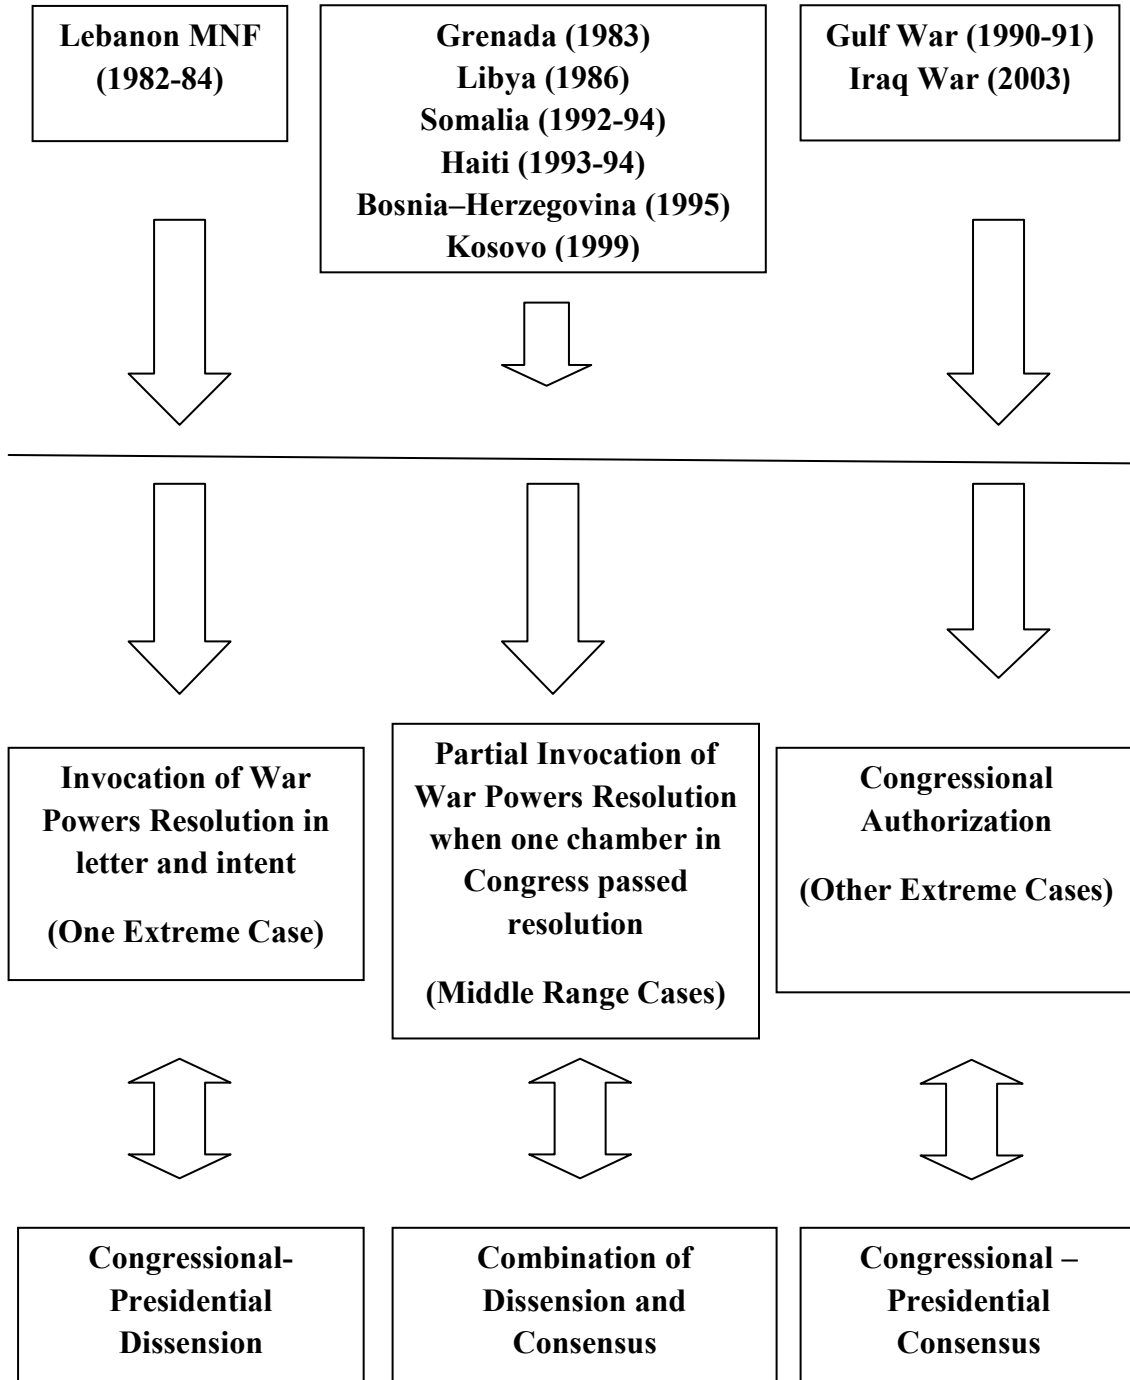 Lebanon MNF
(1982-84)
Grenada (1983)
Libya (1986)
Somalia (1992-94)
Haiti (1993-94)
Bosnia–Herzegovina (1995)
Kosovo (1999)
Gulf War (1990-91)
Iraq War (2003)
Invocation of War
Powers Resolution in
letter and intent
(One Extreme Case)
Partial Invocation of
War Powers Resolution
when one chamber in
Congress passed
resolution
(Middle Range Cases)
Congressional
Authorization
(Other Extreme Cases)
Congressional-
Presidential
Dissension
Combination of
Dissension and
Consensus
Congressional –
Presidential
Consensus